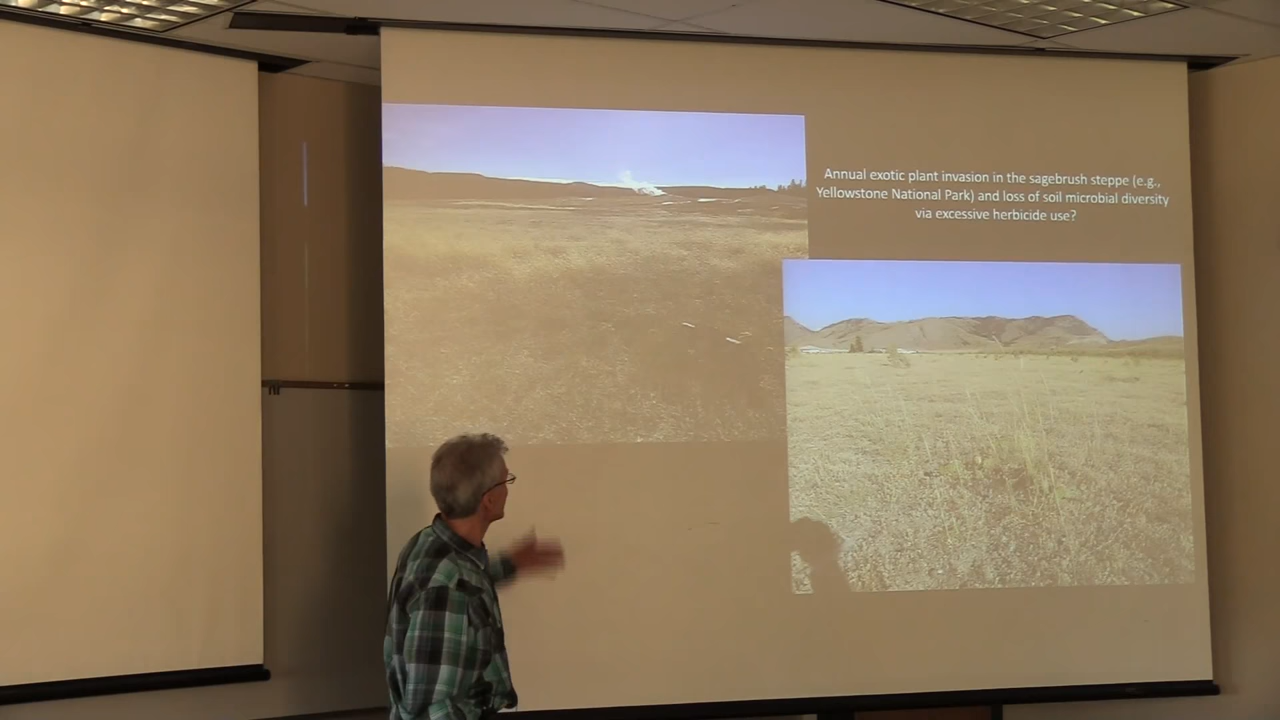 Annual exotic plant invasion in the sagebrush steppe (e.g.,
Yellowstone National Park) and loss of soil microbial diversity
via excessive herbicide use?